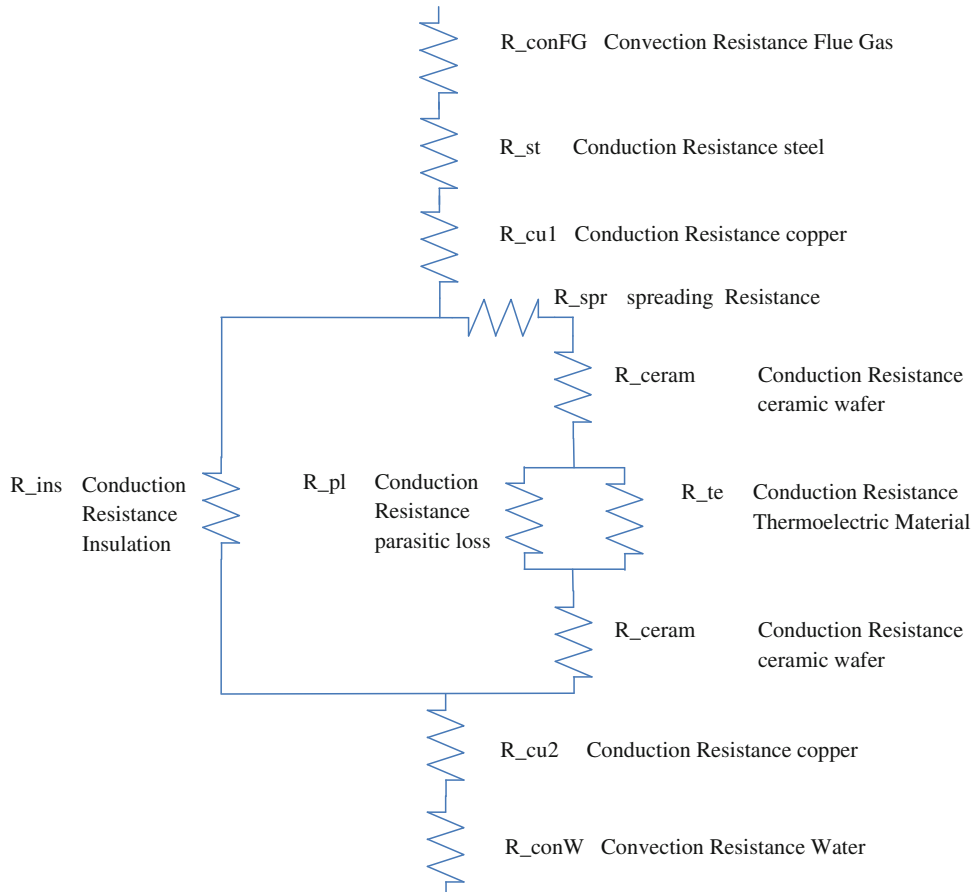 R_conFG Convection Resistance Flue Gas
R_st Conduction Resistance steel
R_cu1 Conduction Resistance copper
R_spr spreading Resistance
R_ceram Conduction Resistance
ceramic wafer
R_ins Conduction
Resistance
Insulation
R_pl Conduction
Resistance
parasitic loss
R_te Conduction Resistance
Thermoelectric Material
R_ceram Conduction Resistance
ceramic wafer
R_cu2 Conduction Resistance copper
R_conW Convection Resistance Water